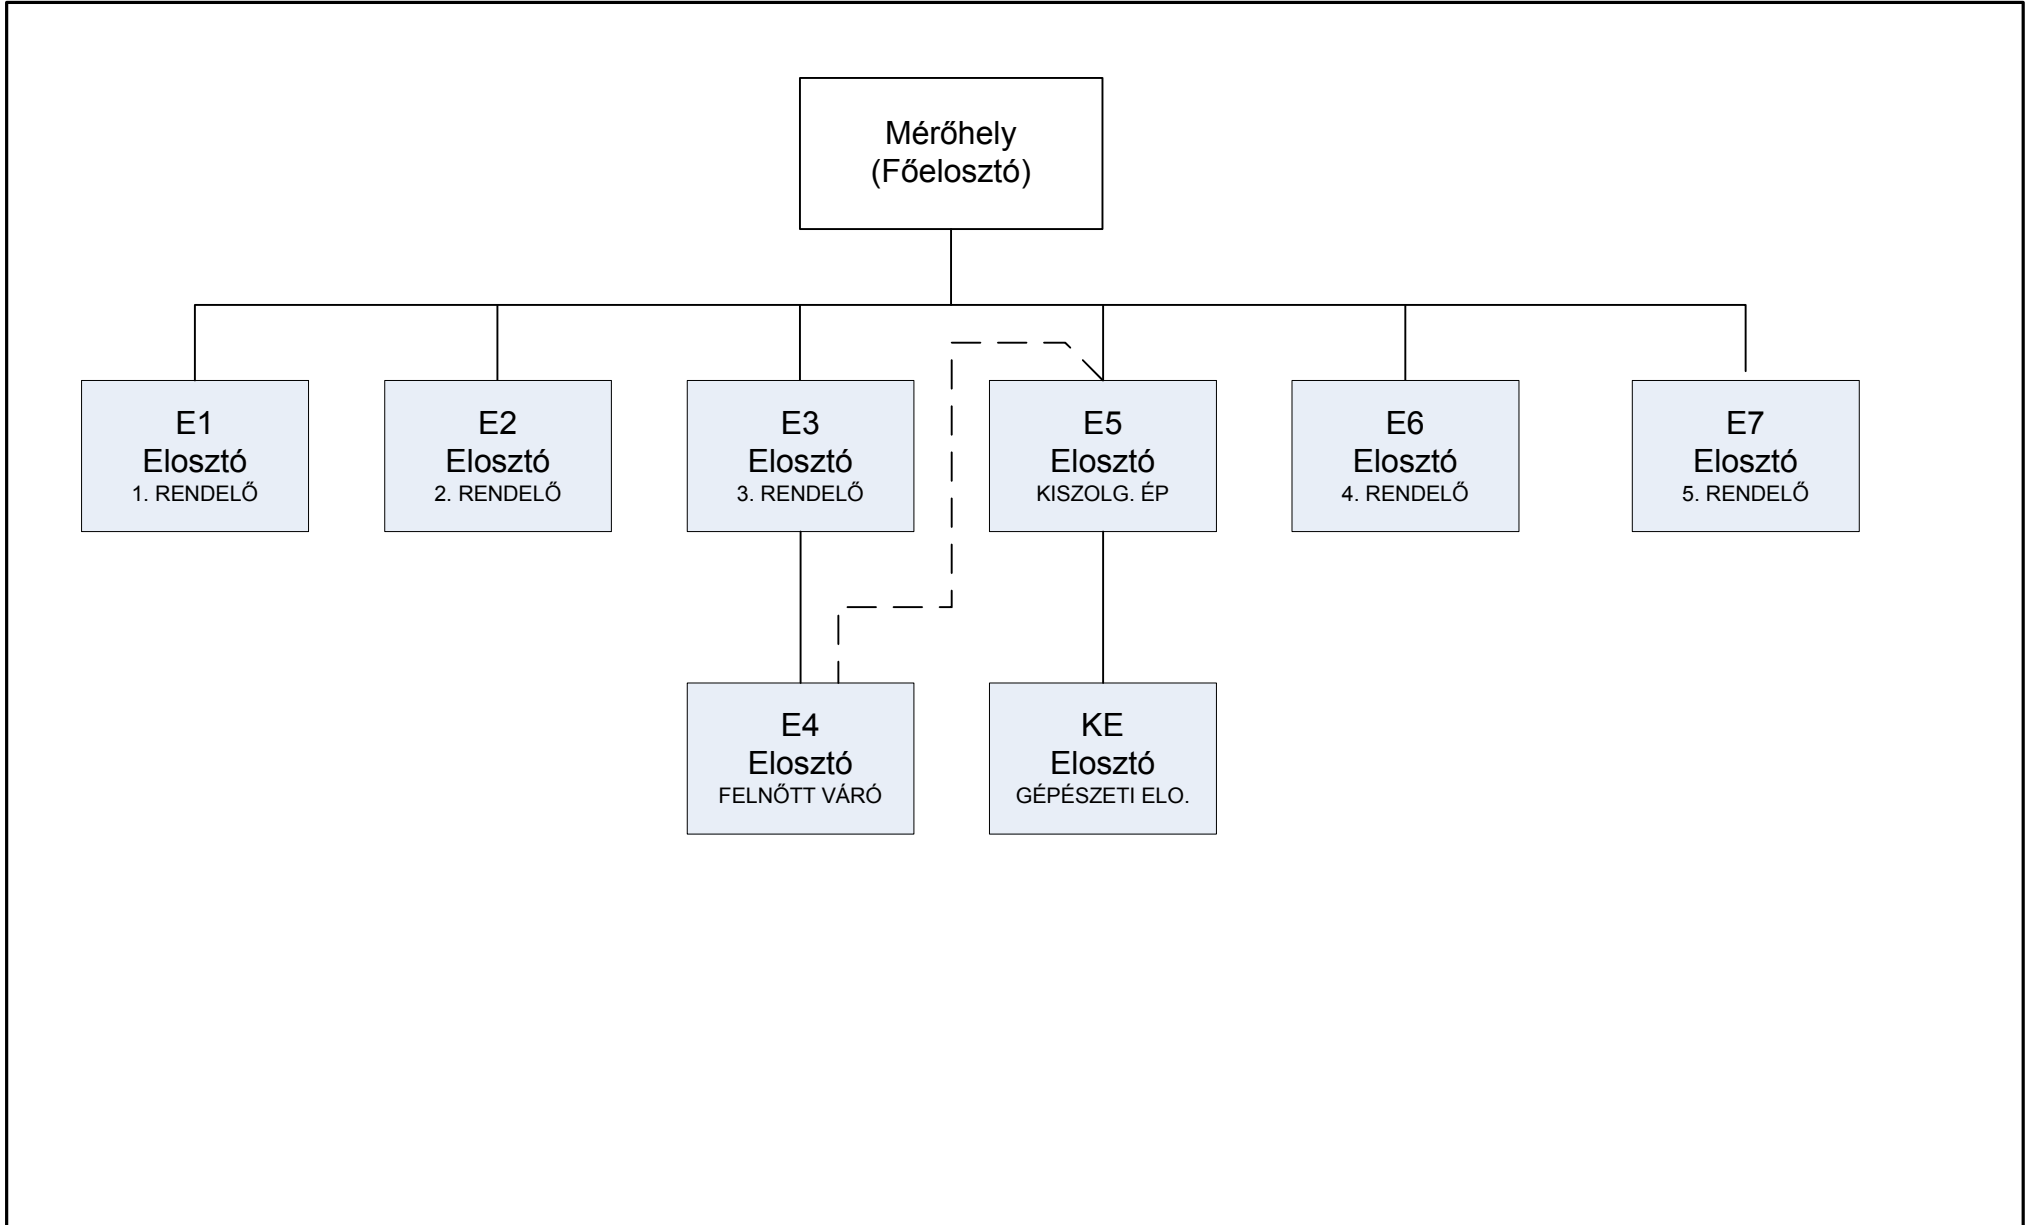 Mérőhely
(Főelosztó)
E1
Elosztó
1. RENDELŐ
E2
Elosztó
2. RENDELŐ
E3
Elosztó
3. RENDELŐ
E5
Elosztó
KISZOLG. ÉP
E6
Elosztó
4. RENDELŐ
E7
Elosztó
5. RENDELŐ
E4
Elosztó
FELNŐTT VÁRÓ
KE
Elosztó
GÉPÉSZETI ELO.